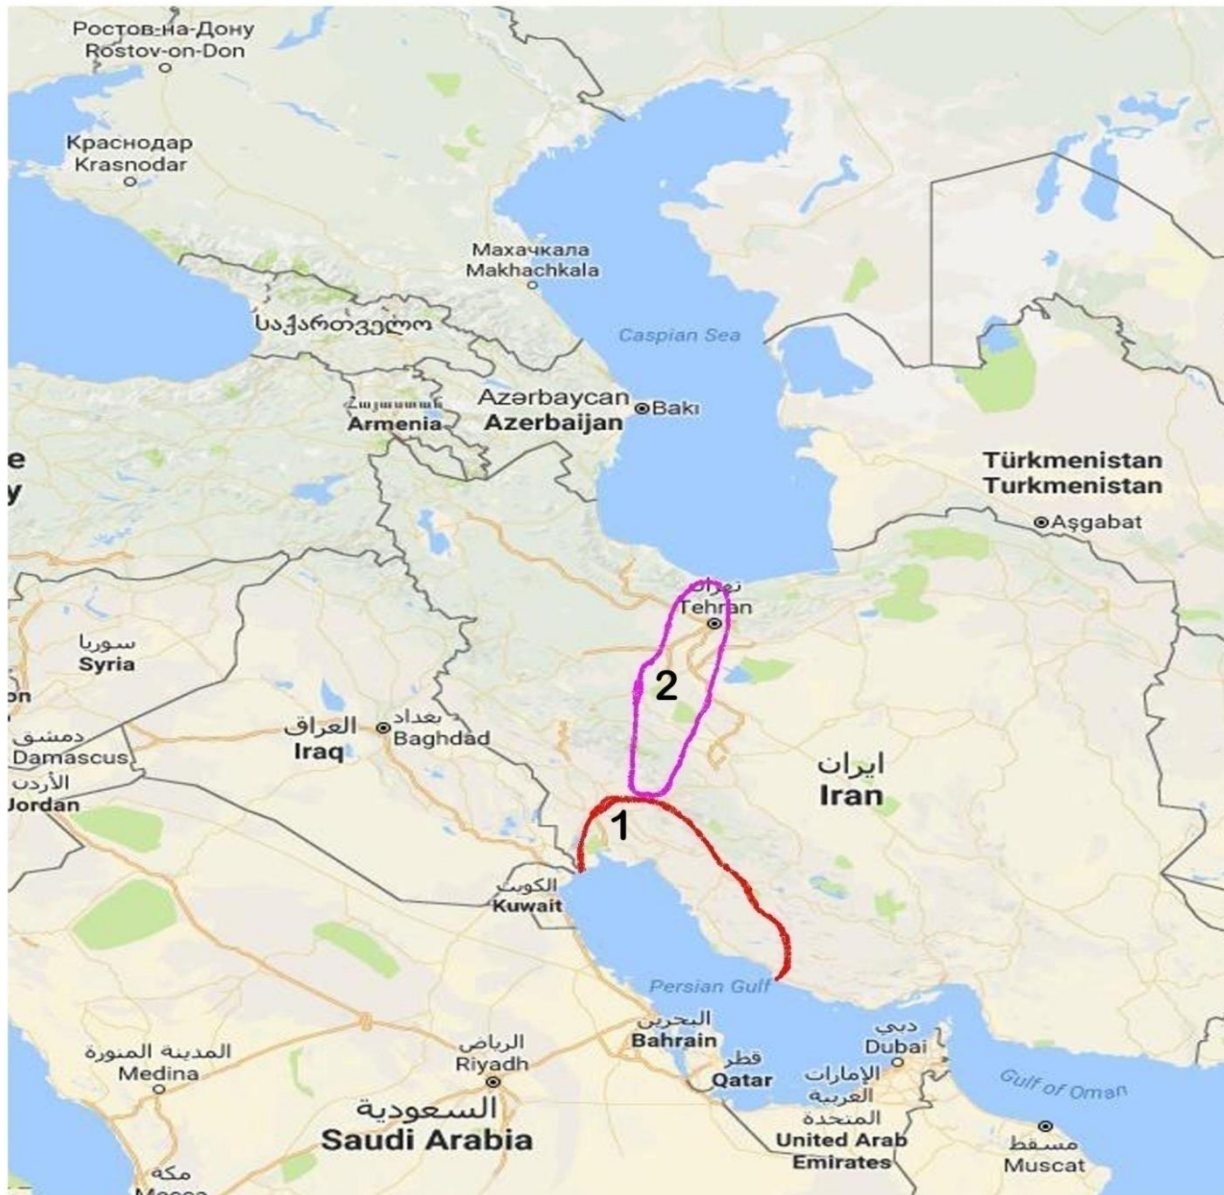 Ростов-на-Дону
Rostov-on-Don
Краснодар
Krasnodar
Махачкала
Makhachkala
საქართველო
Caspian Sea
Azərbaycan
Azerbaijan
Bakı
Հայաստան
Armenia
e
y
Türkmenistan
Turkmenistan
Aşgabat
تهران
Tehran
سوريا
Syria
on
2
دمشق
Damascus
العراق
Iraq
بغداد
Baghdad
ایران
Iran
الأردن
Jordan
1
الكويت
Kuwait
Persian Gulf
البحرين
Bahrain
قطر
Qatar
دبي
Dubai
الإمارات
العربية
المتحدة
United Arab
Emirates
Gulf of Oman
المدينة المنورة
Medina
الرياض
Riyadh
السعودية
Saudi Arabia
مسقط
Muscat
مكة
Mecca